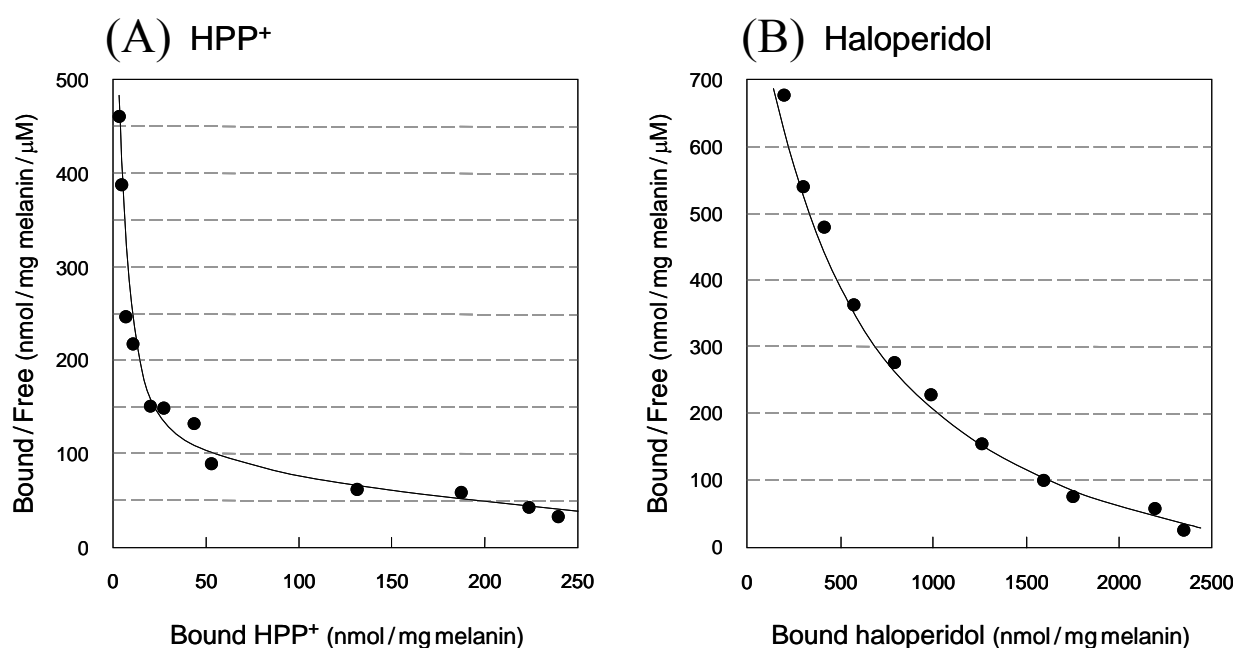 (A) HPP⁺
500
400
300
200
100
0
0 50 100 150 200 250
Bound / Free (nmol / mg melanin / µM)
Bound HPP⁺ (nmol / mg melanin)
(B) Haloperidol
700
600
500
400
300
200
100
0
0 500 1000 1500 2000 2500
Bound / Free (nmol / mg melanin / µM)
Bound haloperidol (nmol / mg melanin)